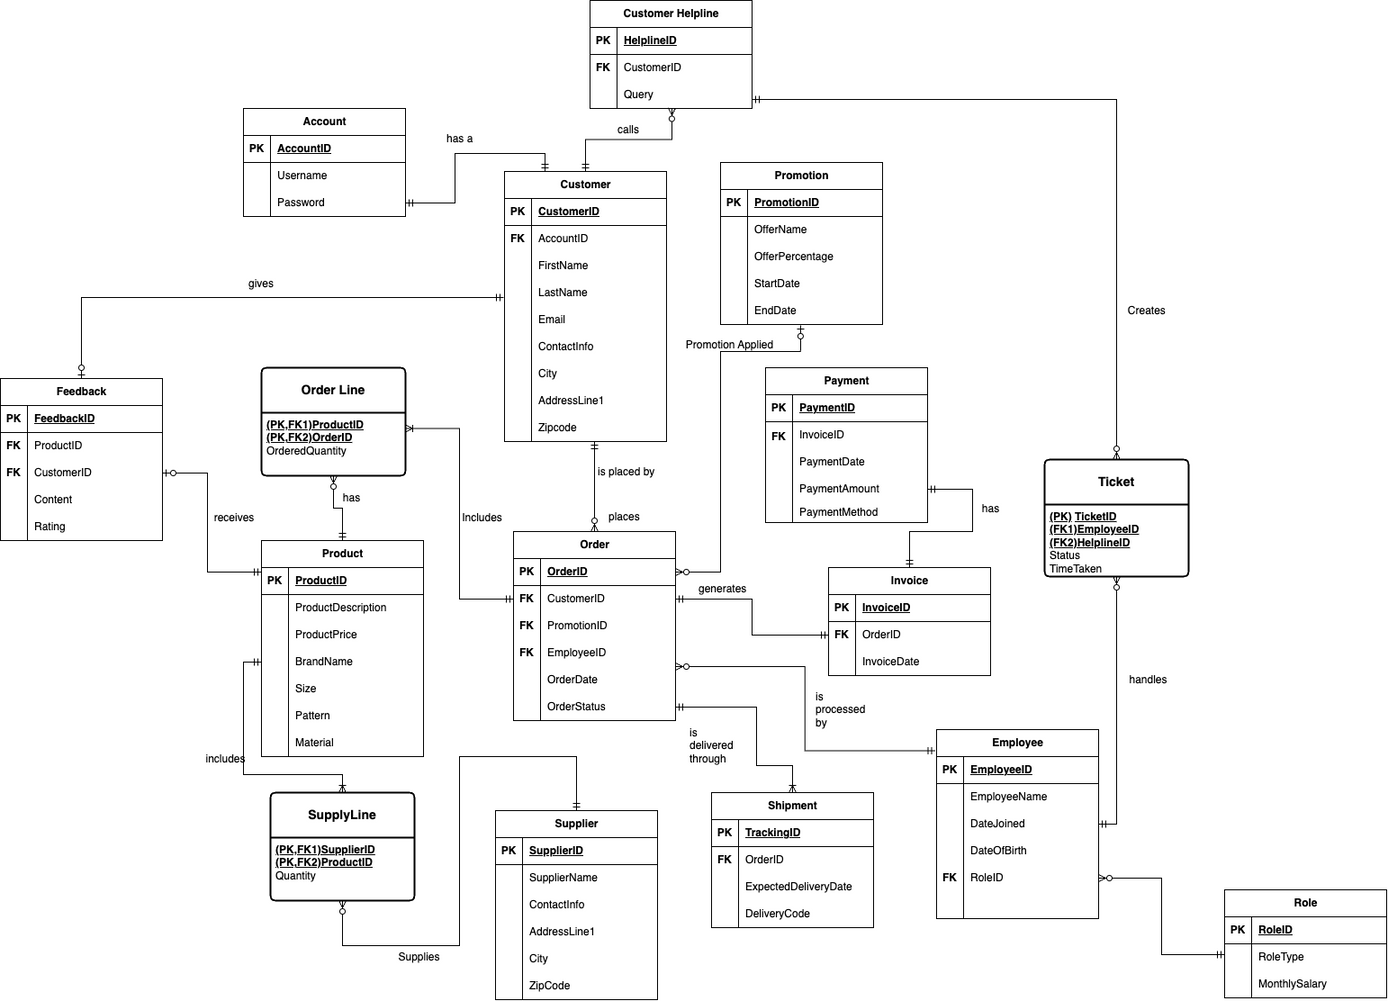 Customer Helpline
PK HelplineID
FK CustomerID
Query
Account
PK AccountID
Username
Password
has a
calls
Customer
PK CustomerID
FK AccountID
FirstName
LastName
Email
ContactInfo
City
AddressLine1
Zipcode
Promotion
PK PromotionID
OfferName
OfferPercentage
StartDate
EndDate
gives
Creates
Promotion Applied
Feedback
PK FeedbackID
FK ProductID
FK CustomerID
Content
Rating
Order Line
(PK,FK1)ProductID
(PK,FK2)OrderID
OrderedQuantity
Payment
PK PaymentID
FK InvoiceID
PaymentDate
PaymentAmount
PaymentMethod
is placed by
places
has
receives
Includes
has
Ticket
(PK) TicketID
(FK1)EmployeeID
(FK2)HelplineID
Status
TimeTaken
Product
PK ProductID
ProductDescription
ProductPrice
BrandName
Size
Pattern
Material
Order
PK OrderID
FK CustomerID
FK PromotionID
FK EmployeeID
OrderDate
OrderStatus
generates
Invoice
PK InvoiceID
FK OrderID
InvoiceDate
handles
is
processed
by
is
delivered
through
includes
SupplyLine
(PK,FK1)SupplierID
(PK,FK2)ProductID
Quantity
Supplies
Supplier
PK SupplierID
SupplierName
ContactInfo
AddressLine1
City
ZipCode
Shipment
PK TrackingID
FK OrderID
ExpectedDeliveryDate
DeliveryCode
Employee
PK EmployeeID
EmployeeName
DateJoined
DateOfBirth
FK RoleID
Role
PK RoleID
RoleType
MonthlySalary